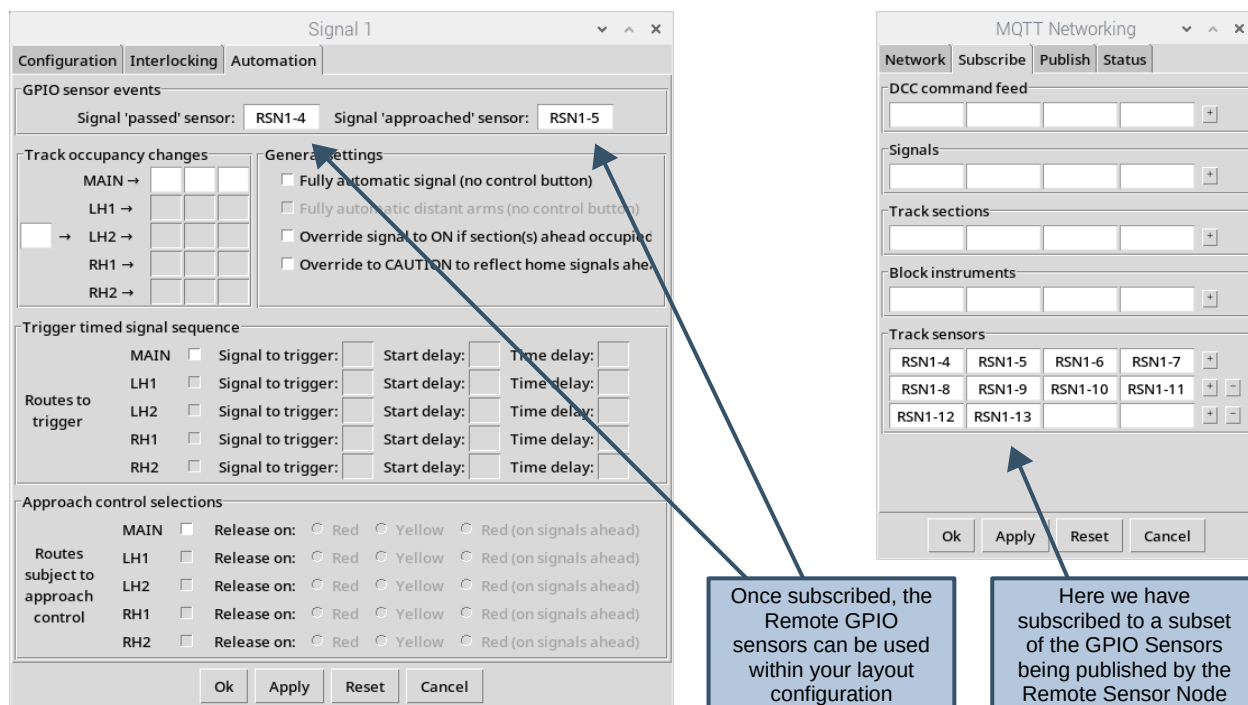 Signal 1
Configuration Interlocking Automation
GPIO sensor events
Signal 'passed' sensor: RSN1-4 Signal 'approached' sensor: RSN1-5
Track occupancy changes
MAIN →
LH1 →
→ LH2 →
RH1 →
RH2 →
General settings
Fully automatic signal (no control button)
Fully automatic distant arms (no control button)
Override signal to ON if section(s) ahead occupied
Override to CAUTION to reflect home signals ahe
Trigger timed signal sequence
Routes to
trigger
MAIN Signal to trigger: Start delay: Time delay:
LH1 Signal to trigger: Start delay: Time delay:
LH2 Signal to trigger: Start delay: Time delay:
RH1 Signal to trigger: Start delay: Time delay:
RH2 Signal to trigger: Start delay: Time delay:
Approach control selections
Routes
subject to
approach
control
MAIN Release on: Red Yellow Red (on signals ahead)
LH1 Release on: Red Yellow Red (on signals ahead)
LH2 Release on: Red Yellow Red (on signals ahead)
RH1 Release on: Red Yellow Red (on signals ahead)
RH2 Release on: Red Yellow Red (on signals ahead)
Ok Apply Reset Cancel
MQTT Networking
Network Subscribe Publish Status
DCC command feed
+
Signals
+
Track sections
+
Block instruments
+
Track sensors
RSN1-4 RSN1-5 RSN1-6 RSN1-7 +
RSN1-8 RSN1-9 RSN1-10 RSN1-11 + −
RSN1-12 RSN1-13 + −
Ok Apply Reset Cancel
Once subscribed, the
Remote GPIO
sensors can be used
within your layout
configuration
Here we have
subscribed to a subset
of the GPIO Sensors
being published by the
Remote Sensor Node